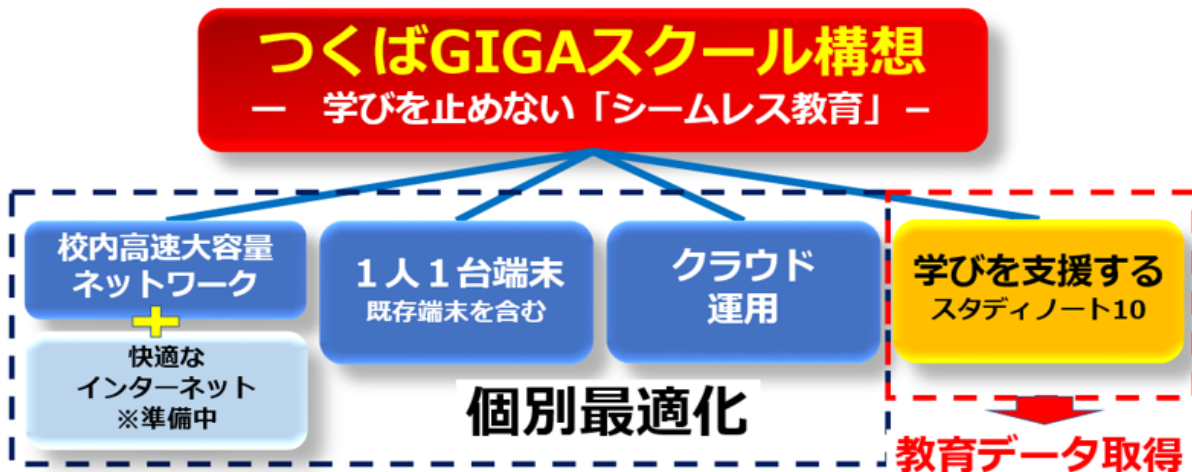 つくばGIGAスクール構想
― 学びを止めない「シームレス教育」－
校内高速大容量
ネットワーク
快適な
インターネット
※準備中
１人１台端末
既存端末を含む
クラウド
運用
学びを支援する
スタディノート10
個別最適化
教育データ取得